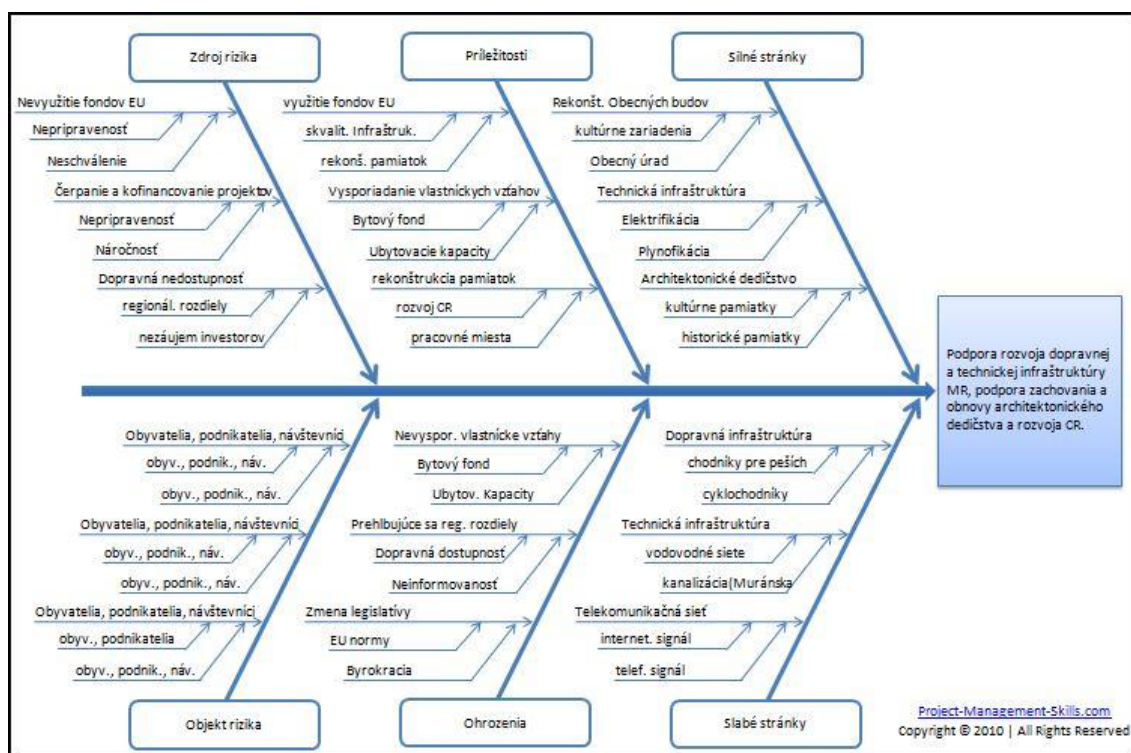 Zdroj rizika
Príležitosti
Silné stránky
Nevyužitie fondov EU
Nepripravenosť
Neschválenie
Čerpanie a kofinancovanie projektov
Nepripravenosť
Náročnosť
Dopravná nedostupnosť
regionál. rozdiely
nezáujem investorov
využitie fondov EU
skvalit. Infraštruk.
rekonš. pamiatok
Vysporiadanie vlastníckych vzťahov
Bytový fond
Ubytovacie kapacity
rekonštrukcia pamiatok
rozvoj CR
pracovné miesta
Rekonšt. Obecných budov
kultúrne zariadenia
Obecný úrad
Technická infraštruktúra
Elektrifikácia
Plynofikácia
Architektonické dedičstvo
kultúrne pamiatky
historické pamiatky
Podpora rozvoja dopravnej
a technickej infraštruktúry
MR, podpora zachovania a
obnovy architektonického
dedičstva a rozvoja CR.
Obyvatelia, podnikatelia, návštevníci
obyv., podnik., náv.
obyv., podnik., náv.
Obyvatelia, podnikatelia, návštevníci
obyv., podnik., náv.
obyv., podnik., náv.
Obyvatelia, podnikatelia, návštevníci
obyv., podnikatelia
obyv., podnik., náv.
Nevyspor. vlastnícke vzťahy
Bytový fond
Ubytov. Kapacity
Prehlbujúce sa reg. rozdiely
Dopravná dostupnosť
Neinformovanosť
Zmena legislatívy
EU normy
Byrokracia
Dopravná infraštruktúra
chodníky pre peších
cyklochodníky
Technická infraštruktúra
vodovodné siete
kanalizácia(Muránska
Telekomunikačná sieť
internet. signál
telef. signál
Objekt rizika
Ohrozenia
Slabé stránky
Project-Management-Skills.com
Copyright © 2010 | All Rights Reserved